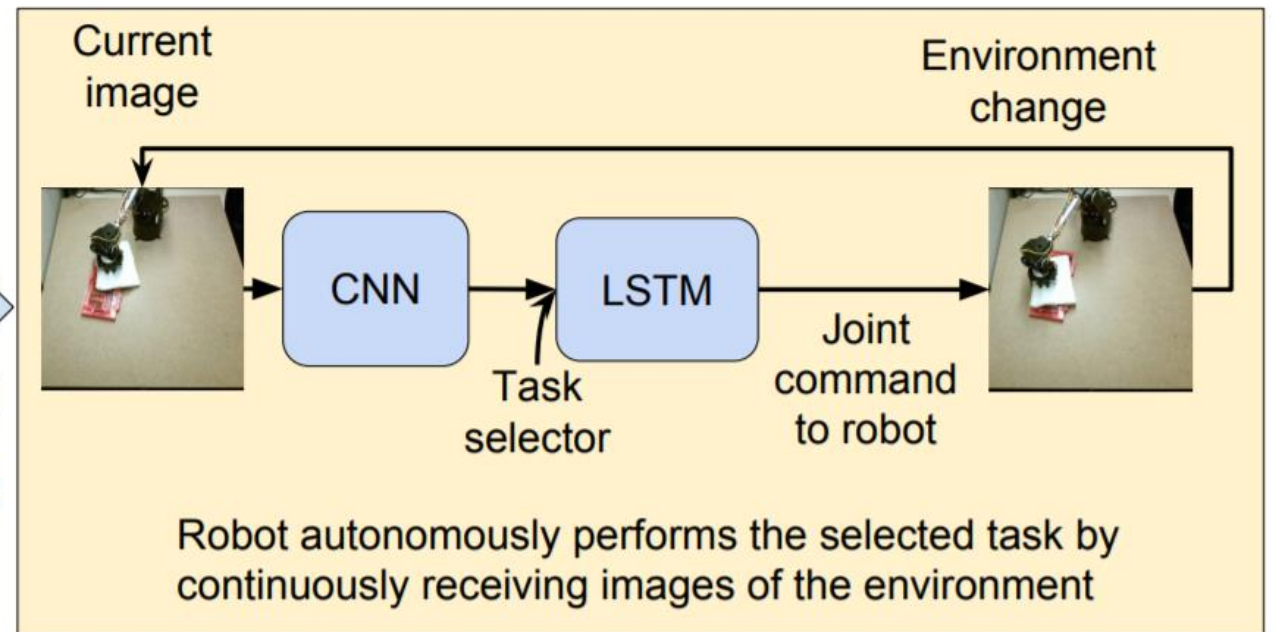 Current
image
Environment
change
CNN
LSTM
Task
selector
Joint
command
to robot
Robot autonomously performs the selected task by
continuously receiving images of the environment